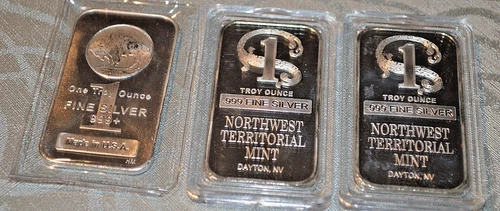 One Troy Ounce
FINE SILVER
999+
Made in U.S.A.
HM
1
TROY OUNCE
.999 FINE SILVER
NORTHWEST
TERRITORIAL
MINT
DAYTON, NV
1
TROY OUNCE
.999 FINE SILVER
NORTHWEST
TERRITORIAL
MINT
DAYTON, NV